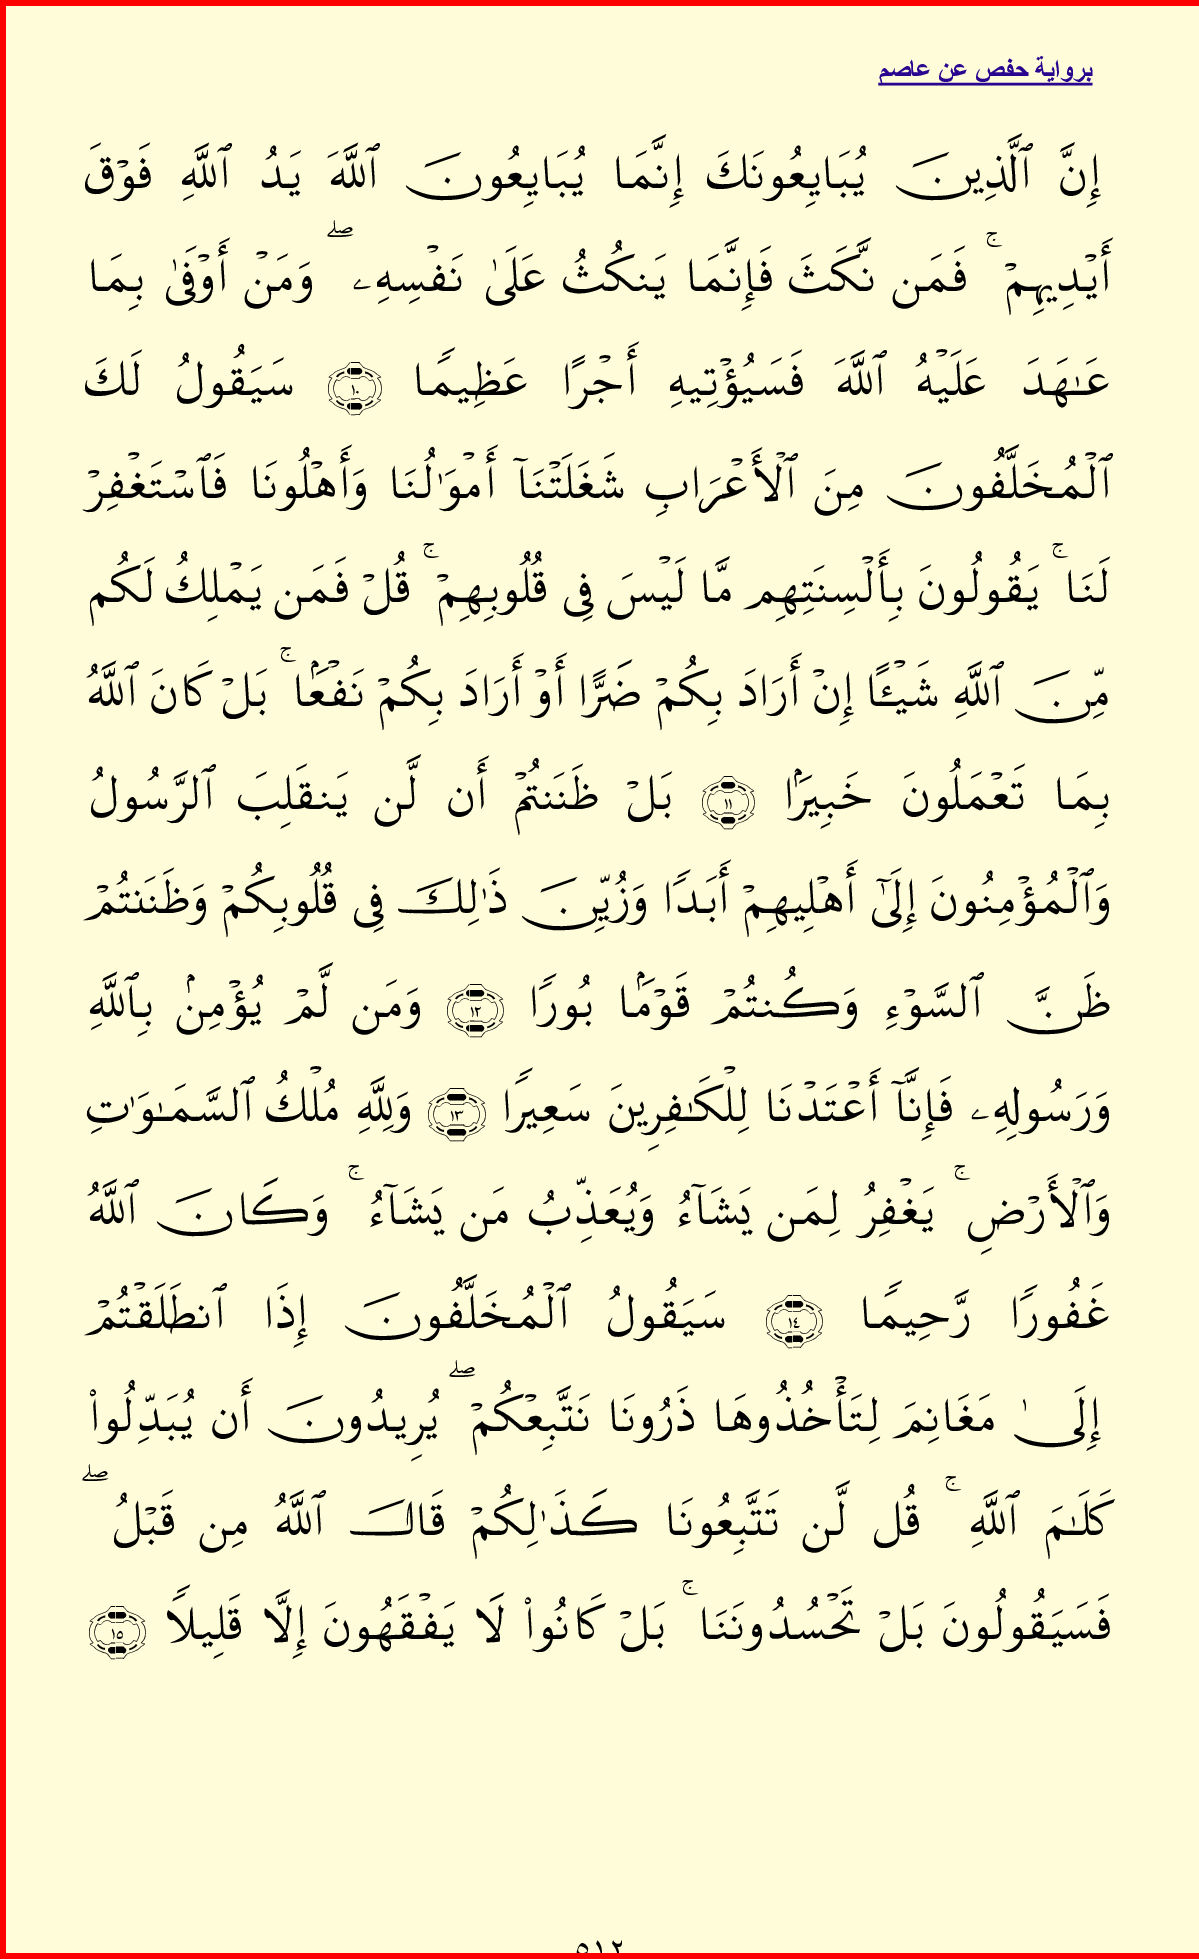 برواية حفص عن عاصم
إِنَّ ٱلَّذِينَ يُبَايِعُونَكَ إِنَّمَا يُبَايِعُونَ ٱللَّهَ يَدُ ٱللَّهِ فَوْقَ
أَيْدِيهِمْ ۚ فَمَن نَّكَثَ فَإِنَّمَا يَنكُثُ عَلَىٰ نَفْسِهِۦ ۖ وَمَنْ أَوْفَىٰ بِمَا
عَـٰهَدَ عَلَيْهُ ٱللَّهَ فَسَيُؤْتِيهِ أَجْرًا عَظِيمًا ١٠ سَيَقُولُ لَكَ
ٱلْمُخَلَّفُونَ مِنَ ٱلْأَعْرَابِ شَغَلَتْنَآ أَمْوَٰلُنَا وَأَهْلُونَا فَٱسْتَغْفِرْ
لَنَا ۚ يَقُولُونَ بِأَلْسِنَتِهِم مَّا لَيْسَ فِى قُلُوبِهِمْ ۚ قُلْ فَمَن يَمْلِكُ لَكُم
مِّنَ ٱللَّهِ شَيْـًٔا إِنْ أَرَادَ بِكُمْ ضَرًّا أَوْ أَرَادَ بِكُمْ نَفْعَۢا ۚ بَلْ كَانَ ٱللَّهُ
بِمَا تَعْمَلُونَ خَبِيرَۢا ١١ بَلْ ظَنَنتُمْ أَن لَّن يَنقَلِبَ ٱلرَّسُولُ
وَٱلْمُؤْمِنُونَ إِلَىٰٓ أَهْلِيهِمْ أَبَدًا وَزُيِّنَ ذَٰلِكَ فِى قُلُوبِكُمْ وَظَنَنتُمْ
ظَنَّ ٱلسَّوْءِ وَكُنتُمْ قَوْمَۢا بُورًا ١٢ وَمَن لَّمْ يُؤْمِنۢ بِٱللَّهِ
وَرَسُولِهِۦ فَإِنَّآ أَعْتَدْنَا لِلْكَـٰفِرِينَ سَعِيرًا ١٣ وَلِلَّهِ مُلْكُ ٱلسَّمَـٰوَٰتِ
وَٱلْأَرْضِ ۚ يَغْفِرُ لِمَن يَشَآءُ وَيُعَذِّبُ مَن يَشَآءُ ۚ وَكَانَ ٱللَّهُ
غَفُورًا رَّحِيمًا ١٤ سَيَقُولُ ٱلْمُخَلَّفُونَ إِذَا ٱنطَلَقْتُمْ
إِلَىٰ مَغَانِمَ لِتَأْخُذُوهَا ذَرُونَا نَتَّبِعْكُمْ ۖ يُرِيدُونَ أَن يُبَدِّلُوا۟
كَلَـٰمَ ٱللَّهِ ۚ قُل لَّن تَتَّبِعُونَا كَذَٰلِكُمْ قَالَ ٱللَّهُ مِن قَبْلُ ۖ
فَسَيَقُولُونَ بَلْ تَحْسُدُونَنَا ۚ بَلْ كَانُوا۟ لَا يَفْقَهُونَ إِلَّا قَلِيلًا ١٥
٥١٢